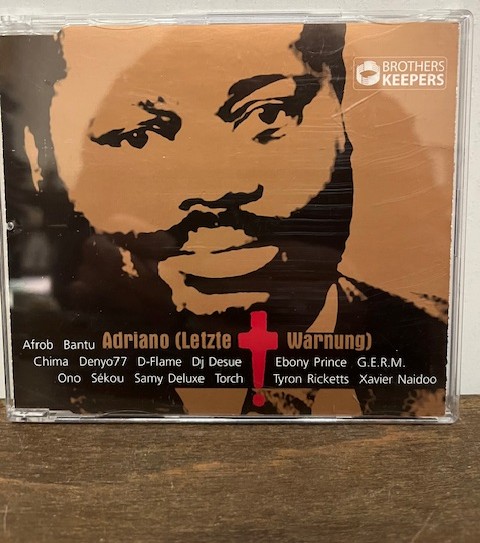 BROTHERS
KEEPERS
Adriano (Letzte Warnung)
Afrob Bantu
Chima Denyo77 D-Flame Dj Desue Ebony Prince G.E.R.M.
Ono Sékou Samy Deluxe Torch Tyron Ricketts Xavier Naidoo